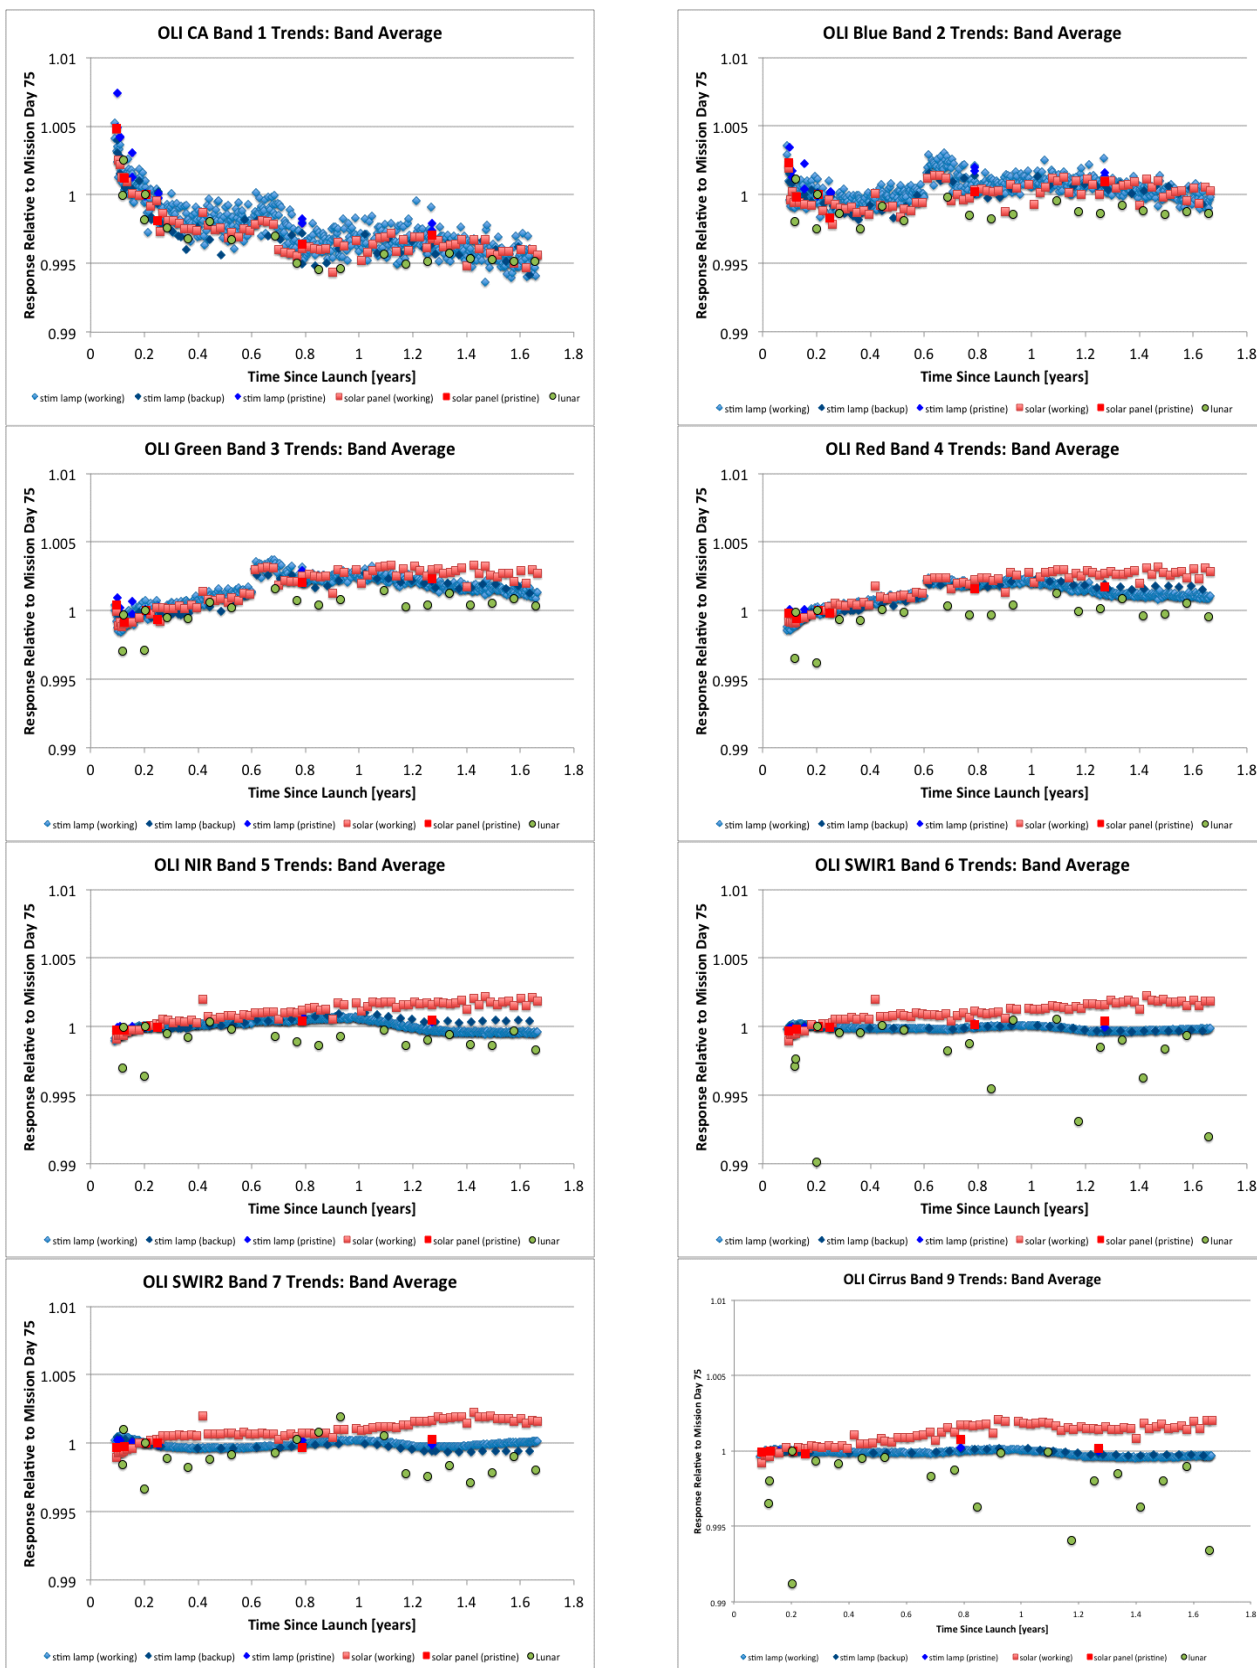 OLI CA Band 1 Trends: Band Average
Response Relative to Mission Day 75
1.01
1.005
1
0.995
0.99
0 0.2 0.4 0.6 0.8 1 1.2 1.4 1.6 1.8
Time Since Launch [years]
stim lamp (working) stim lamp (backup) stim lamp (pristine) solar panel (working) solar panel (pristine) lunar
OLI Blue Band 2 Trends: Band Average
Response Relative to Mission Day 75
1.01
1.005
1
0.995
0.99
0 0.2 0.4 0.6 0.8 1 1.2 1.4 1.6 1.8
Time Since Launch [years]
stim lamp (working) stim lamp (backup) stim lamp (pristine) solar (working) solar panel (pristine) lunar
OLI Green Band 3 Trends: Band Average
Response Relative to Mission Day 75
1.01
1.005
1
0.995
0.99
0 0.2 0.4 0.6 0.8 1 1.2 1.4 1.6 1.8
Time Since Launch [years]
stim lamp (working) stim lamp (backup) stim lamp (pristine) solar (working) solar panel (pristine) lunar
OLI Red Band 4 Trends: Band Average
Response Relative to Mission Day 75
1.01
1.005
1
0.995
0.99
0 0.2 0.4 0.6 0.8 1 1.2 1.4 1.6 1.8
Time Since Launch [years]
stim lamp (working) stim lamp (backup) stim lamp (pristine) solar (working) solar panel (pristine) lunar
OLI NIR Band 5 Trends: Band Average
Response Relative to Mission Day 75
1.01
1.005
1
0.995
0.99
0 0.2 0.4 0.6 0.8 1 1.2 1.4 1.6 1.8
Time Since Launch [years]
stim lamp (working) stim lamp (backup) stim lamp (pristine) solar (working) solar panel (pristine) lunar
OLI SWIR1 Band 6 Trends: Band Average
Response Relative to Mission Day 75
1.01
1.005
1
0.995
0.99
0 0.2 0.4 0.6 0.8 1 1.2 1.4 1.6 1.8
Time Since Launch [years]
stim lamp (working) stim lamp (backup) stim lamp (pristine) solar (working) solar panel (pristine) lunar
OLI SWIR2 Band 7 Trends: Band Average
Response Relative to Mission Day 75
1.01
1.005
1
0.995
0.99
0 0.2 0.4 0.6 0.8 1 1.2 1.4 1.6 1.8
Time Since Launch [years]
stim lamp (working) stim lamp (backup) stim lamp (pristine) solar (working) solar panel (pristine) lunar
OLI Cirrus Band 9 Trends: Band Average
Response Relative to Mission Day 75
1.01
1.005
1
0.995
0.99
0 0.2 0.4 0.6 0.8 1 1.2 1.4 1.6 1.8
Time Since Launch [years]
stim lamp (working) stim lamp (backup) stim lamp (pristine) solar (working) solar panel (pristine) lunar